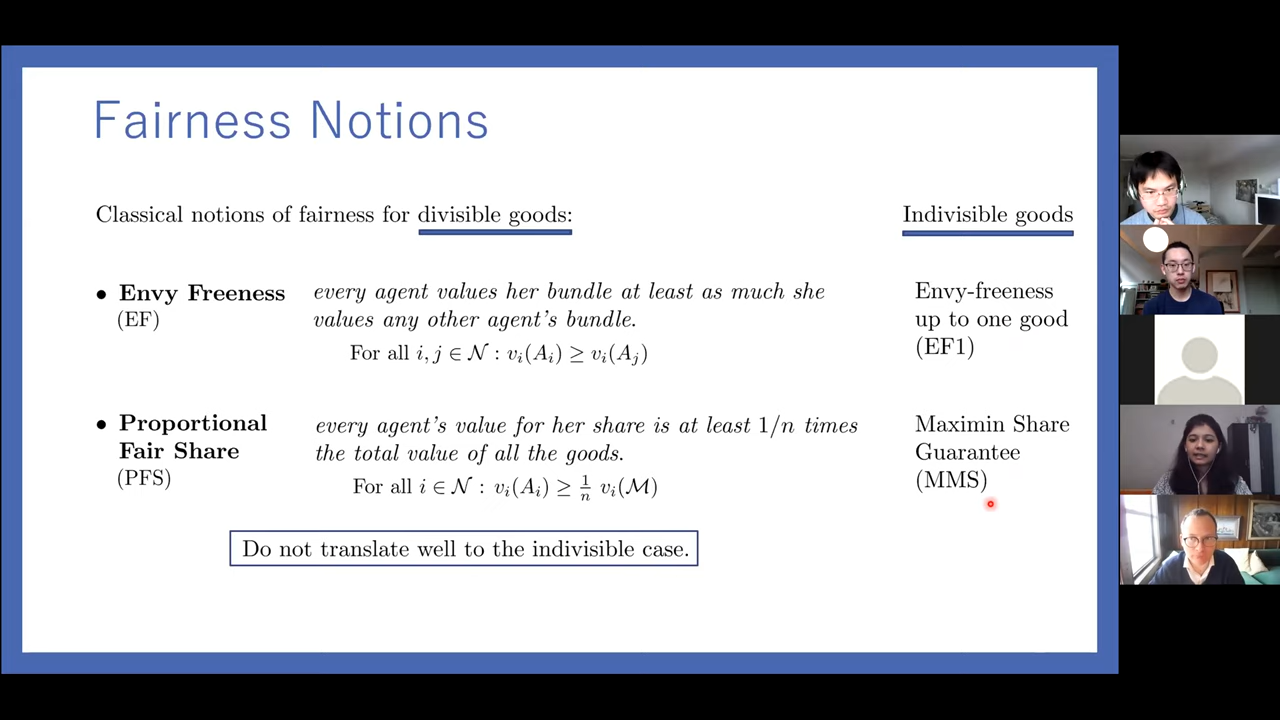 Fairness Notions
Classical notions of fairness for divisible goods:
Indivisible goods
• Envy Freeness
(EF)
every agent values her bundle at least as much she
values any other agent's bundle.
For all i, j ∈ 𝒩 : vᵢ(Aᵢ) ≥ vᵢ(Aⱼ)
Envy-freeness
up to one good
(EF1)
• Proportional
Fair Share
(PFS)
every agent's value for her share is at least 1/n times
the total value of all the goods.
For all i ∈ 𝒩 : vᵢ(Aᵢ) ≥ 1/n vᵢ(ℳ)
Maximin Share
Guarantee
(MMS)
Do not translate well to the indivisible case.